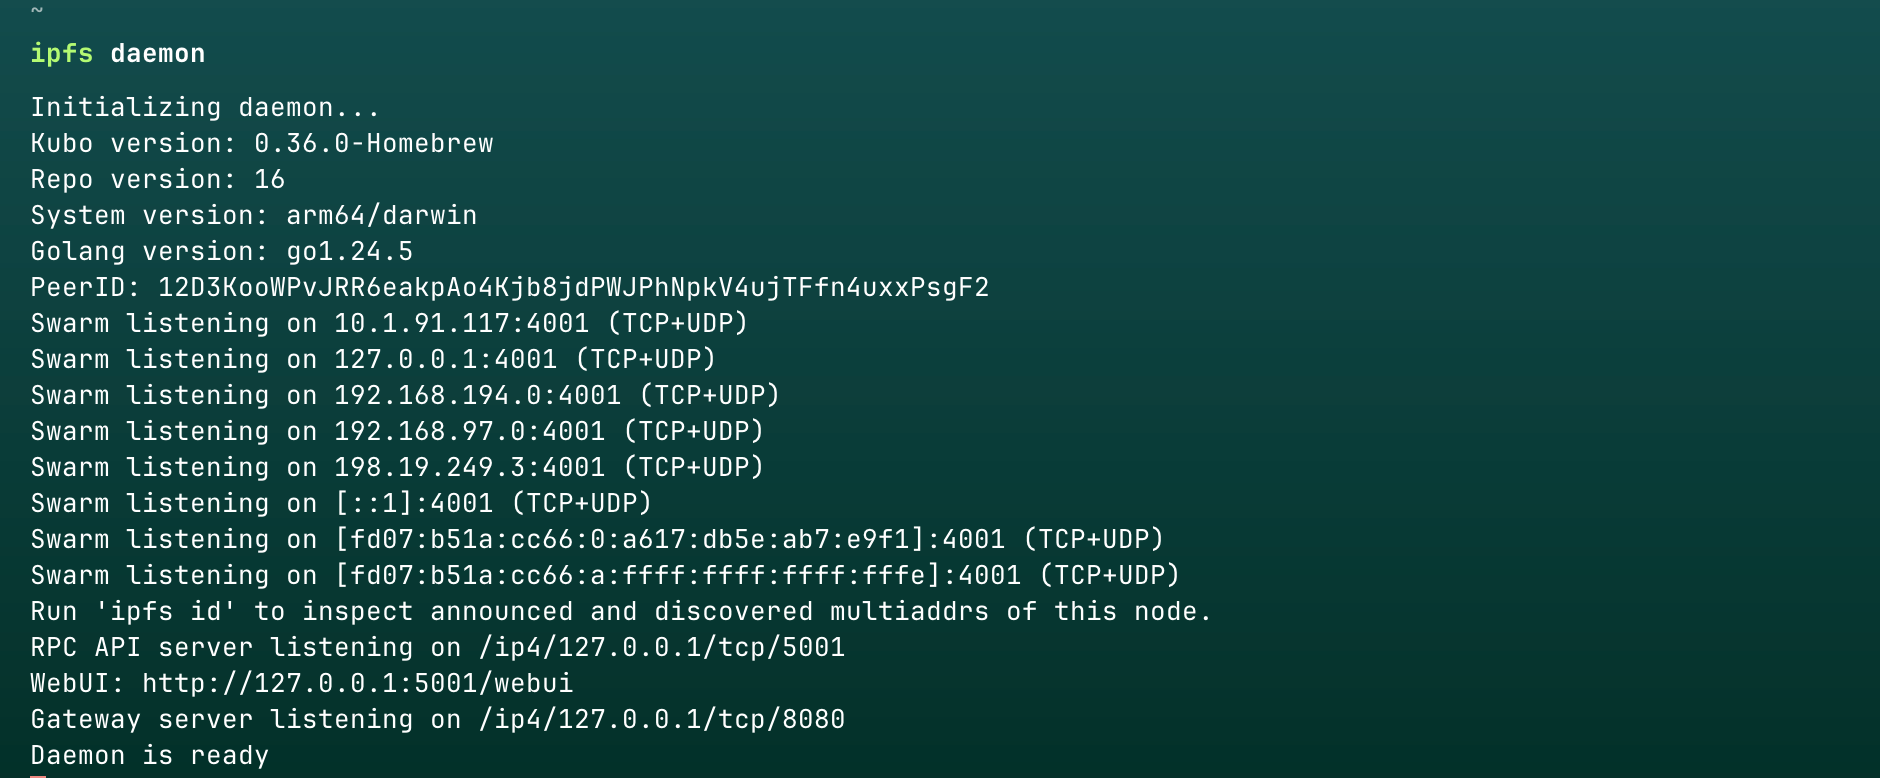 ~
ipfs daemon
Initializing daemon...
Kubo version: 0.36.0-Homebrew
Repo version: 16
System version: arm64/darwin
Golang version: go1.24.5
PeerID: 12D3KooWPvJRR6eakpAo4Kjb8jdPWJPhNpkV4ujTFfn4uxxPsgF2
Swarm listening on 10.1.91.117:4001 (TCP+UDP)
Swarm listening on 127.0.0.1:4001 (TCP+UDP)
Swarm listening on 192.168.194.0:4001 (TCP+UDP)
Swarm listening on 192.168.97.0:4001 (TCP+UDP)
Swarm listening on 198.19.249.3:4001 (TCP+UDP)
Swarm listening on [::1]:4001 (TCP+UDP)
Swarm listening on [fd07:b51a:cc66:0:a617:db5e:ab7:e9f1]:4001 (TCP+UDP)
Swarm listening on [fd07:b51a:cc66:a:ffff:ffff:ffff:fffe]:4001 (TCP+UDP)
Run 'ipfs id' to inspect announced and discovered multiaddrs of this node.
RPC API server listening on /ip4/127.0.0.1/tcp/5001
WebUI: http://127.0.0.1:5001/webui
Gateway server listening on /ip4/127.0.0.1/tcp/8080
Daemon is ready